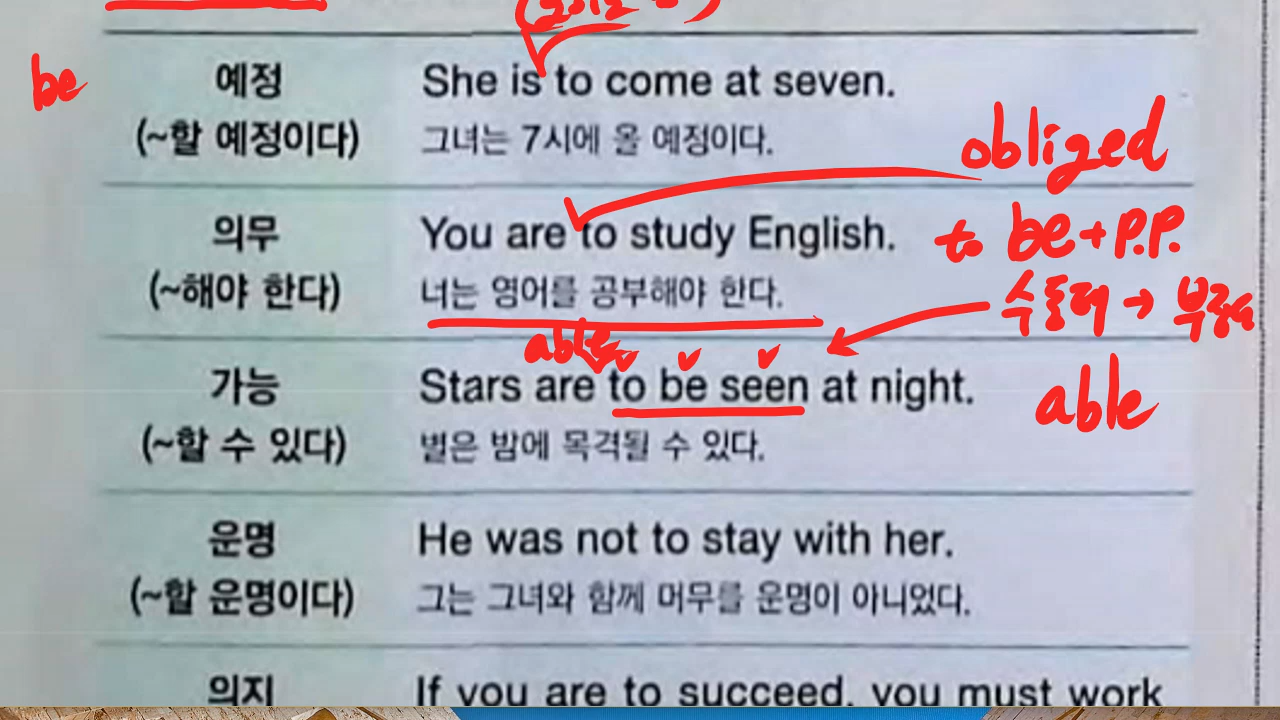 be
예정
(~할 예정이다)
She is to come at seven.
그녀는 7시에 올 예정이다.
obliged
의무
(~해야 한다)
You are to study English.
너는 영어를 공부해야 한다.
to be+P.P.
able
가능
(~할 수 있다)
Stars are to be seen at night.
별은 밤에 목격될 수 있다.
able
운명
(~할 운명이다)
He was not to stay with her.
그는 그녀와 함께 머무를 운명이 아니었다.
의지
If you are to succeed, you must work